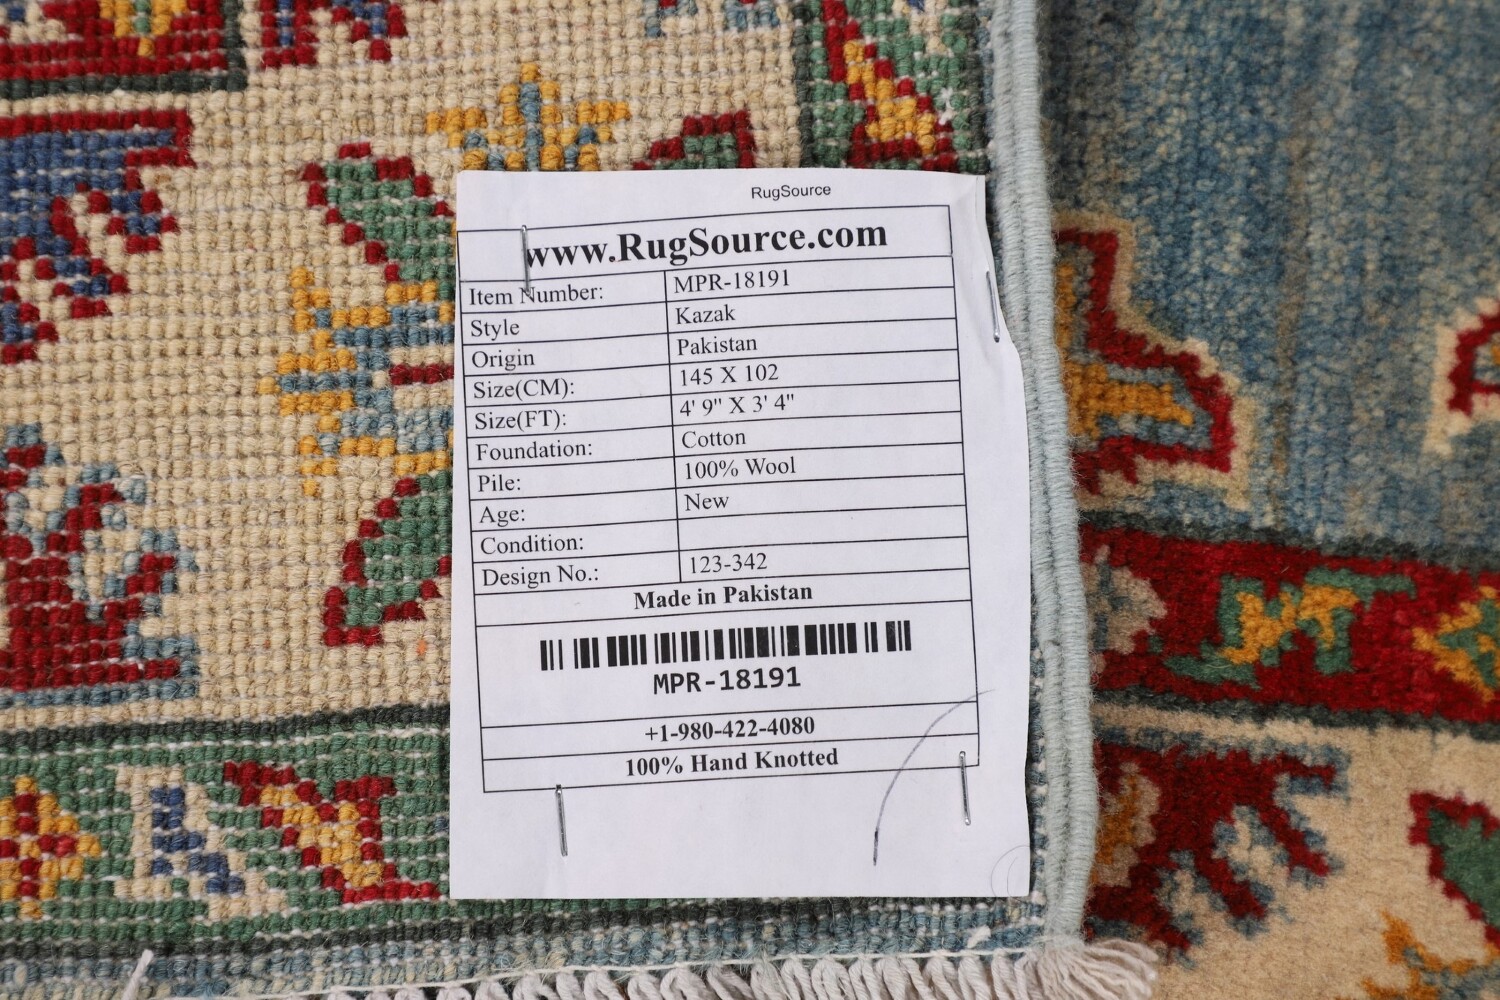 RugSource
www.RugSource.com
Item Number: MPR-18191
Style Kazak
Origin Pakistan
Size(CM): 145 X 102
Size(FT): 4' 9" X 3' 4"
Foundation: Cotton
Pile: 100% Wool
Age: New
Condition:
Design No.: 123-342
Made in Pakistan
MPR-18191
+1-980-422-4080
100% Hand Knotted